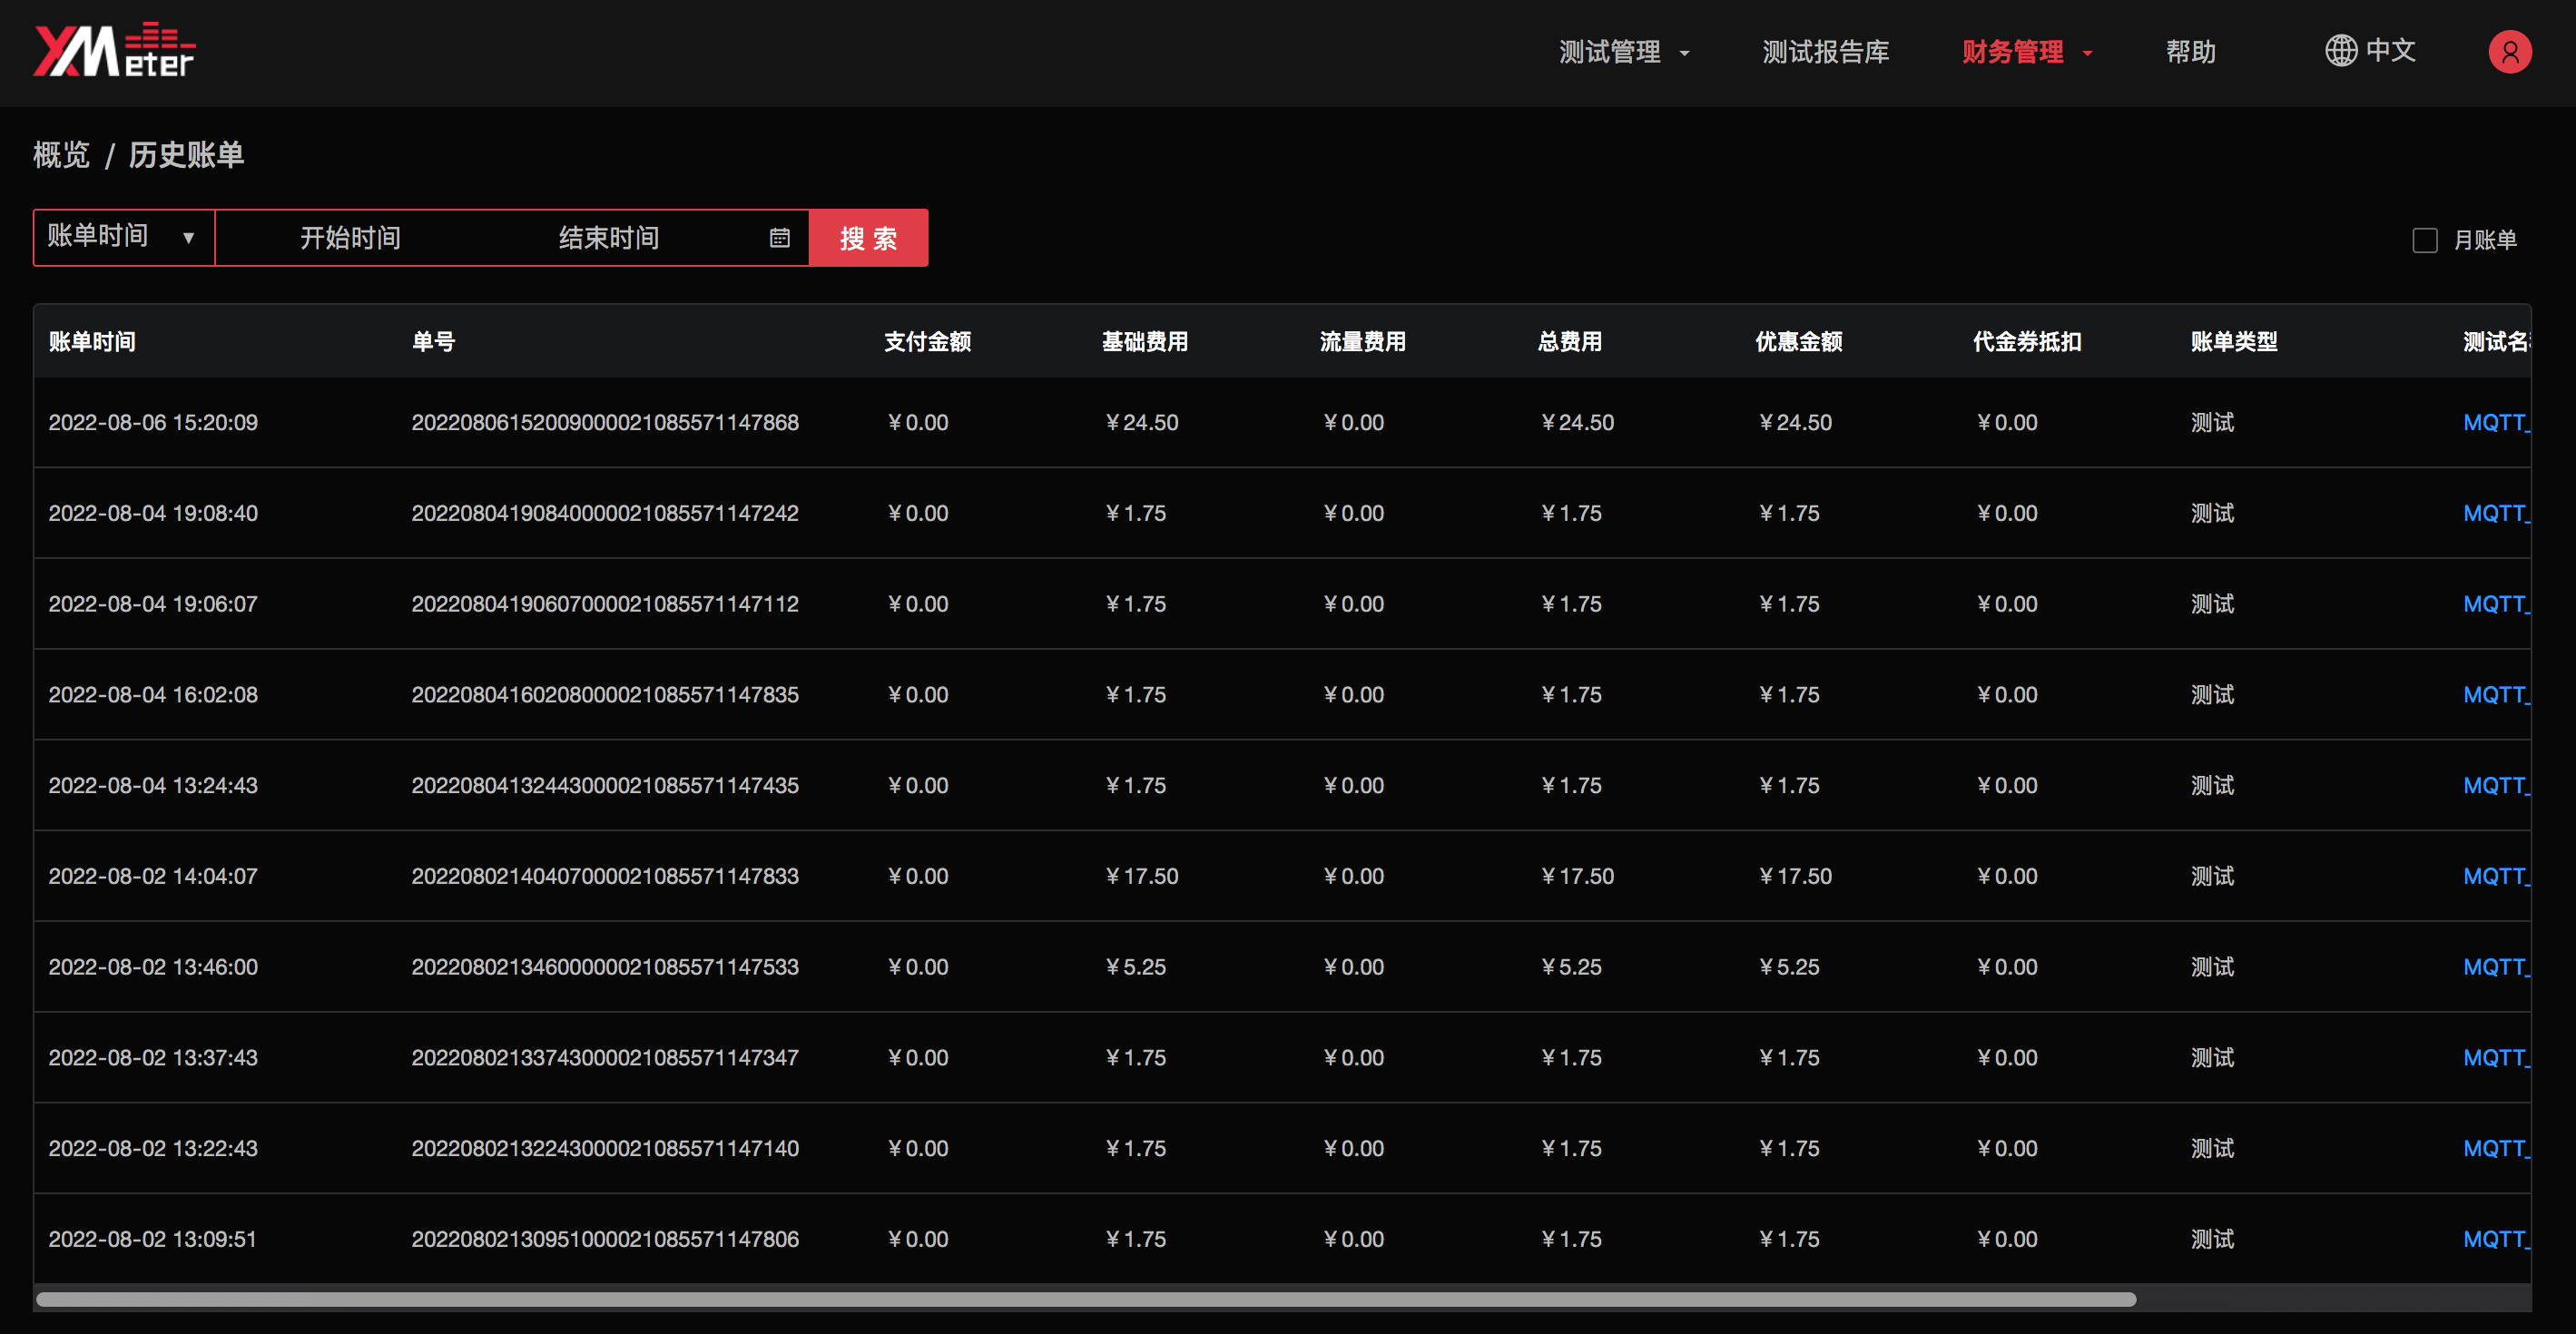 XMeter 测试管理 测试报告库 财务管理 帮助 中文
概览 / 历史账单
账单时间 开始时间 结束时间 搜 索 月账单
账单时间 单号 支付金额 基础费用 流量费用 总费用 优惠金额 代金券抵扣 账单类型 测试名
2022-08-06 15:20:09 20220806152009000021085571147868 ¥0.00 ¥24.50 ¥0.00 ¥24.50 ¥24.50 ¥0.00 测试 MQTT_
2022-08-04 19:08:40 20220804190840000021085571147242 ¥0.00 ¥1.75 ¥0.00 ¥1.75 ¥1.75 ¥0.00 测试 MQTT_
2022-08-04 19:06:07 20220804190607000021085571147112 ¥0.00 ¥1.75 ¥0.00 ¥1.75 ¥1.75 ¥0.00 测试 MQTT_
2022-08-04 16:02:08 20220804160208000021085571147835 ¥0.00 ¥1.75 ¥0.00 ¥1.75 ¥1.75 ¥0.00 测试 MQTT_
2022-08-04 13:24:43 20220804132443000021085571147435 ¥0.00 ¥1.75 ¥0.00 ¥1.75 ¥1.75 ¥0.00 测试 MQTT_
2022-08-02 14:04:07 20220802140407000021085571147833 ¥0.00 ¥17.50 ¥0.00 ¥17.50 ¥17.50 ¥0.00 测试 MQTT_
2022-08-02 13:46:00 20220802134600000021085571147533 ¥0.00 ¥5.25 ¥0.00 ¥5.25 ¥5.25 ¥0.00 测试 MQTT_
2022-08-02 13:37:43 20220802133743000021085571147347 ¥0.00 ¥1.75 ¥0.00 ¥1.75 ¥1.75 ¥0.00 测试 MQTT_
2022-08-02 13:22:43 20220802132243000021085571147140 ¥0.00 ¥1.75 ¥0.00 ¥1.75 ¥1.75 ¥0.00 测试 MQTT_
2022-08-02 13:09:51 20220802130951000021085571147806 ¥0.00 ¥1.75 ¥0.00 ¥1.75 ¥1.75 ¥0.00 测试 MQTT_